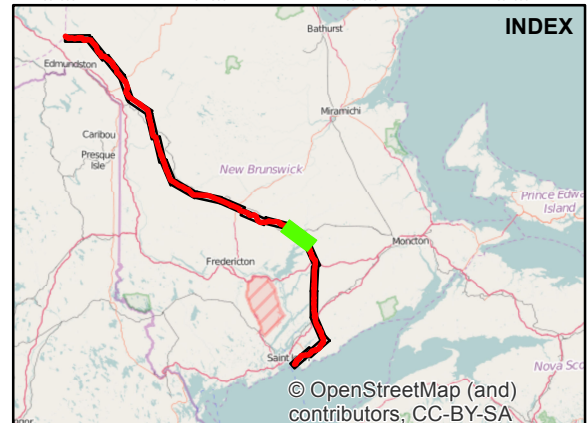 INDEX
Bathurst
Edmundston
Miramichi
Caribou
Presque
Isle
New Brunswick
Prince Edward
Island
Moncton
Fredericton
Saint
Nova Sco
© OpenStreetMap (and)
contributors, CC-BY-SA